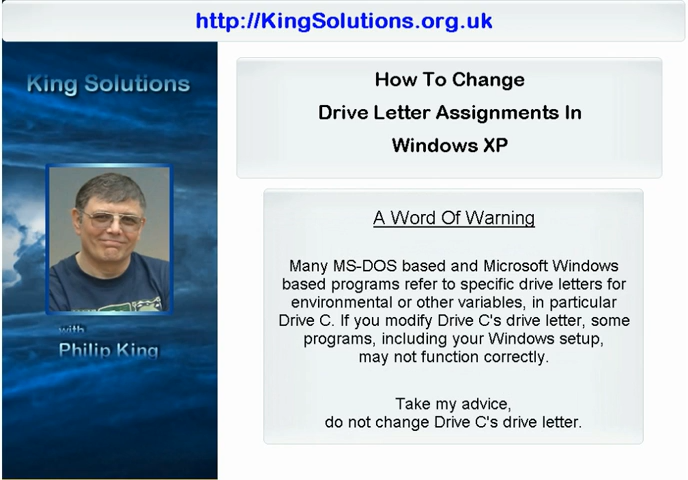 http://KingSolutions.org.uk
King Solutions
with
Philip King
How To Change
Drive Letter Assignments In
Windows XP
A Word Of Warning
Many MS-DOS based and Microsoft Windows
based programs refer to specific drive letters for
environmental or other variables, in particular
Drive C. If you modify Drive C's drive letter, some
programs, including your Windows setup,
may not function correctly.
Take my advice,
do not change Drive C's drive letter.